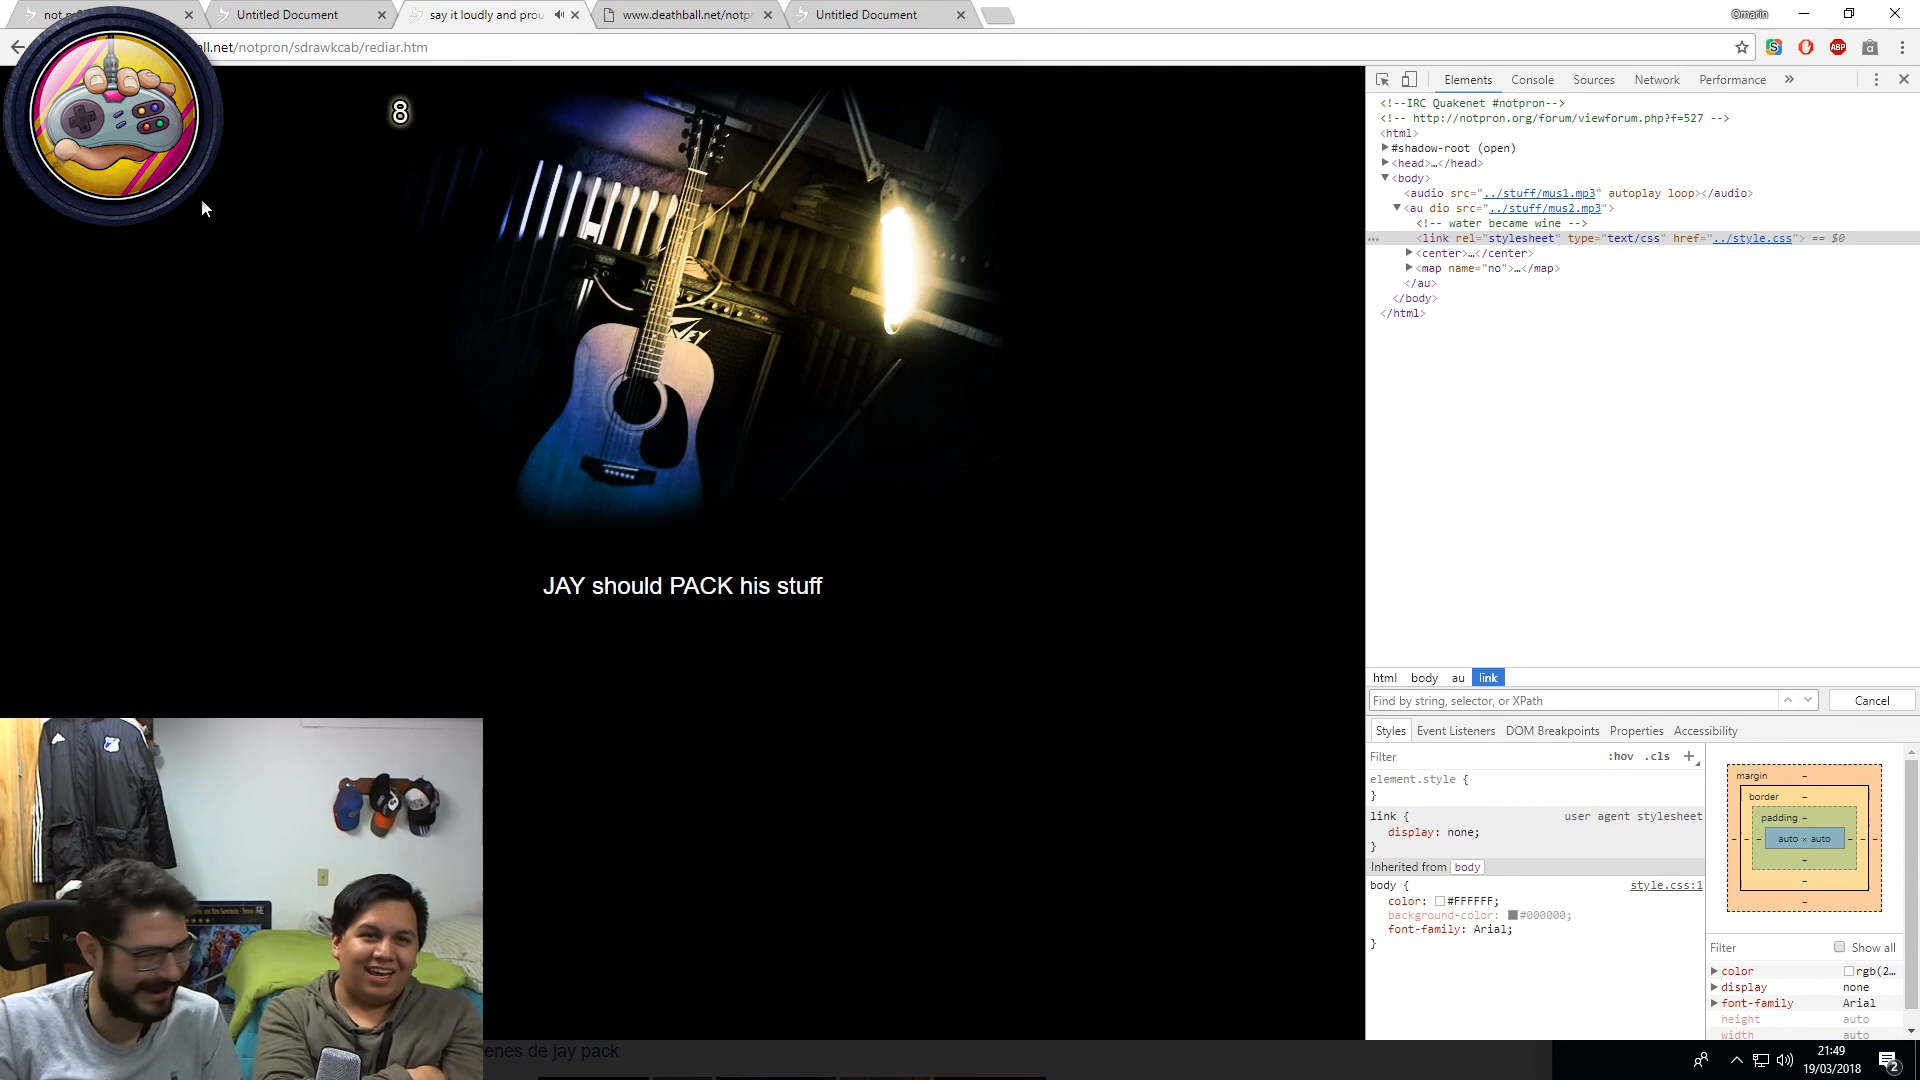 Untitled Document
say it loudly and prou
www.deathball.net/notpr
Untitled Document
Omarin
all.net/notpron/sdrawkcab/rediar.htm
ABP
8
JAY should PACK his stuff
Elements Console Sources Network Performance »
<!--IRC Quakenet #notpron-->
<!-- http://notpron.org/forum/viewforum.php?f=527 -->
<html>
#shadow-root (open)
<head>…</head>
<body>
<audio src="../stuff/mus1.mp3" autoplay loop></audio>
<au dio src="../stuff/mus2.mp3">
<!-- water became wine -->
<link rel="stylesheet" type="text/css" href="../style.css"> == $0
<center>…</center>
<map name="no">…</map>
</au>
</body>
</html>
html body au link
Find by string, selector, or XPath
Cancel
Styles Event Listeners DOM Breakpoints Properties Accessibility
Filter :hov .cls +
element.style {
}
link { user agent stylesheet
display: none;
}
Inherited from body
body { style.css:1
color: #FFFFFF;
background-color: #000000;
font-family: Arial;
}
margin –
border –
padding –
auto × auto
Filter Show all
color rgb(2…
display none
font-family Arial
height auto
width auto
enes de jay pack
21:49
19/03/2018
2